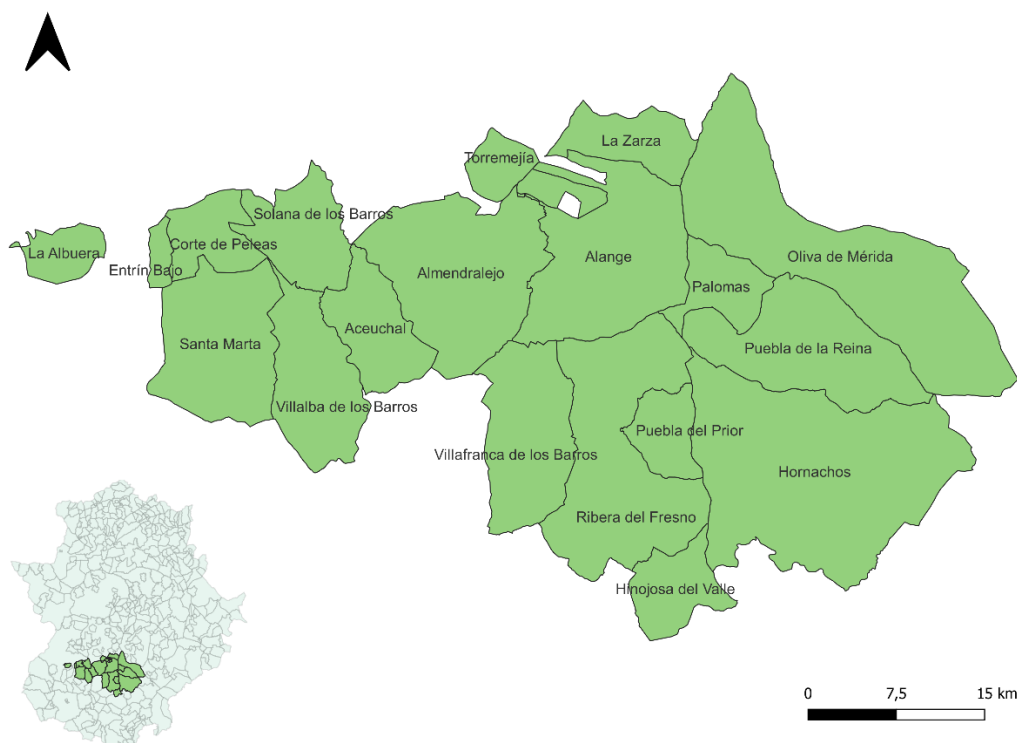 La Zarza
Torremejía
Solana de los Barros
Corte de Peleas
La Albuera
Alange
Oliva de Mérida
Entrín Bajo
Almendralejo
Palomas
Aceuchal
Santa Marta
Puebla de la Reina
Villalba de los Barros
Puebla del Prior
Villafranca de los Barros
Hornachos
Ribera del Fresno
Hinojosa del Valle
0 7,5 15 km